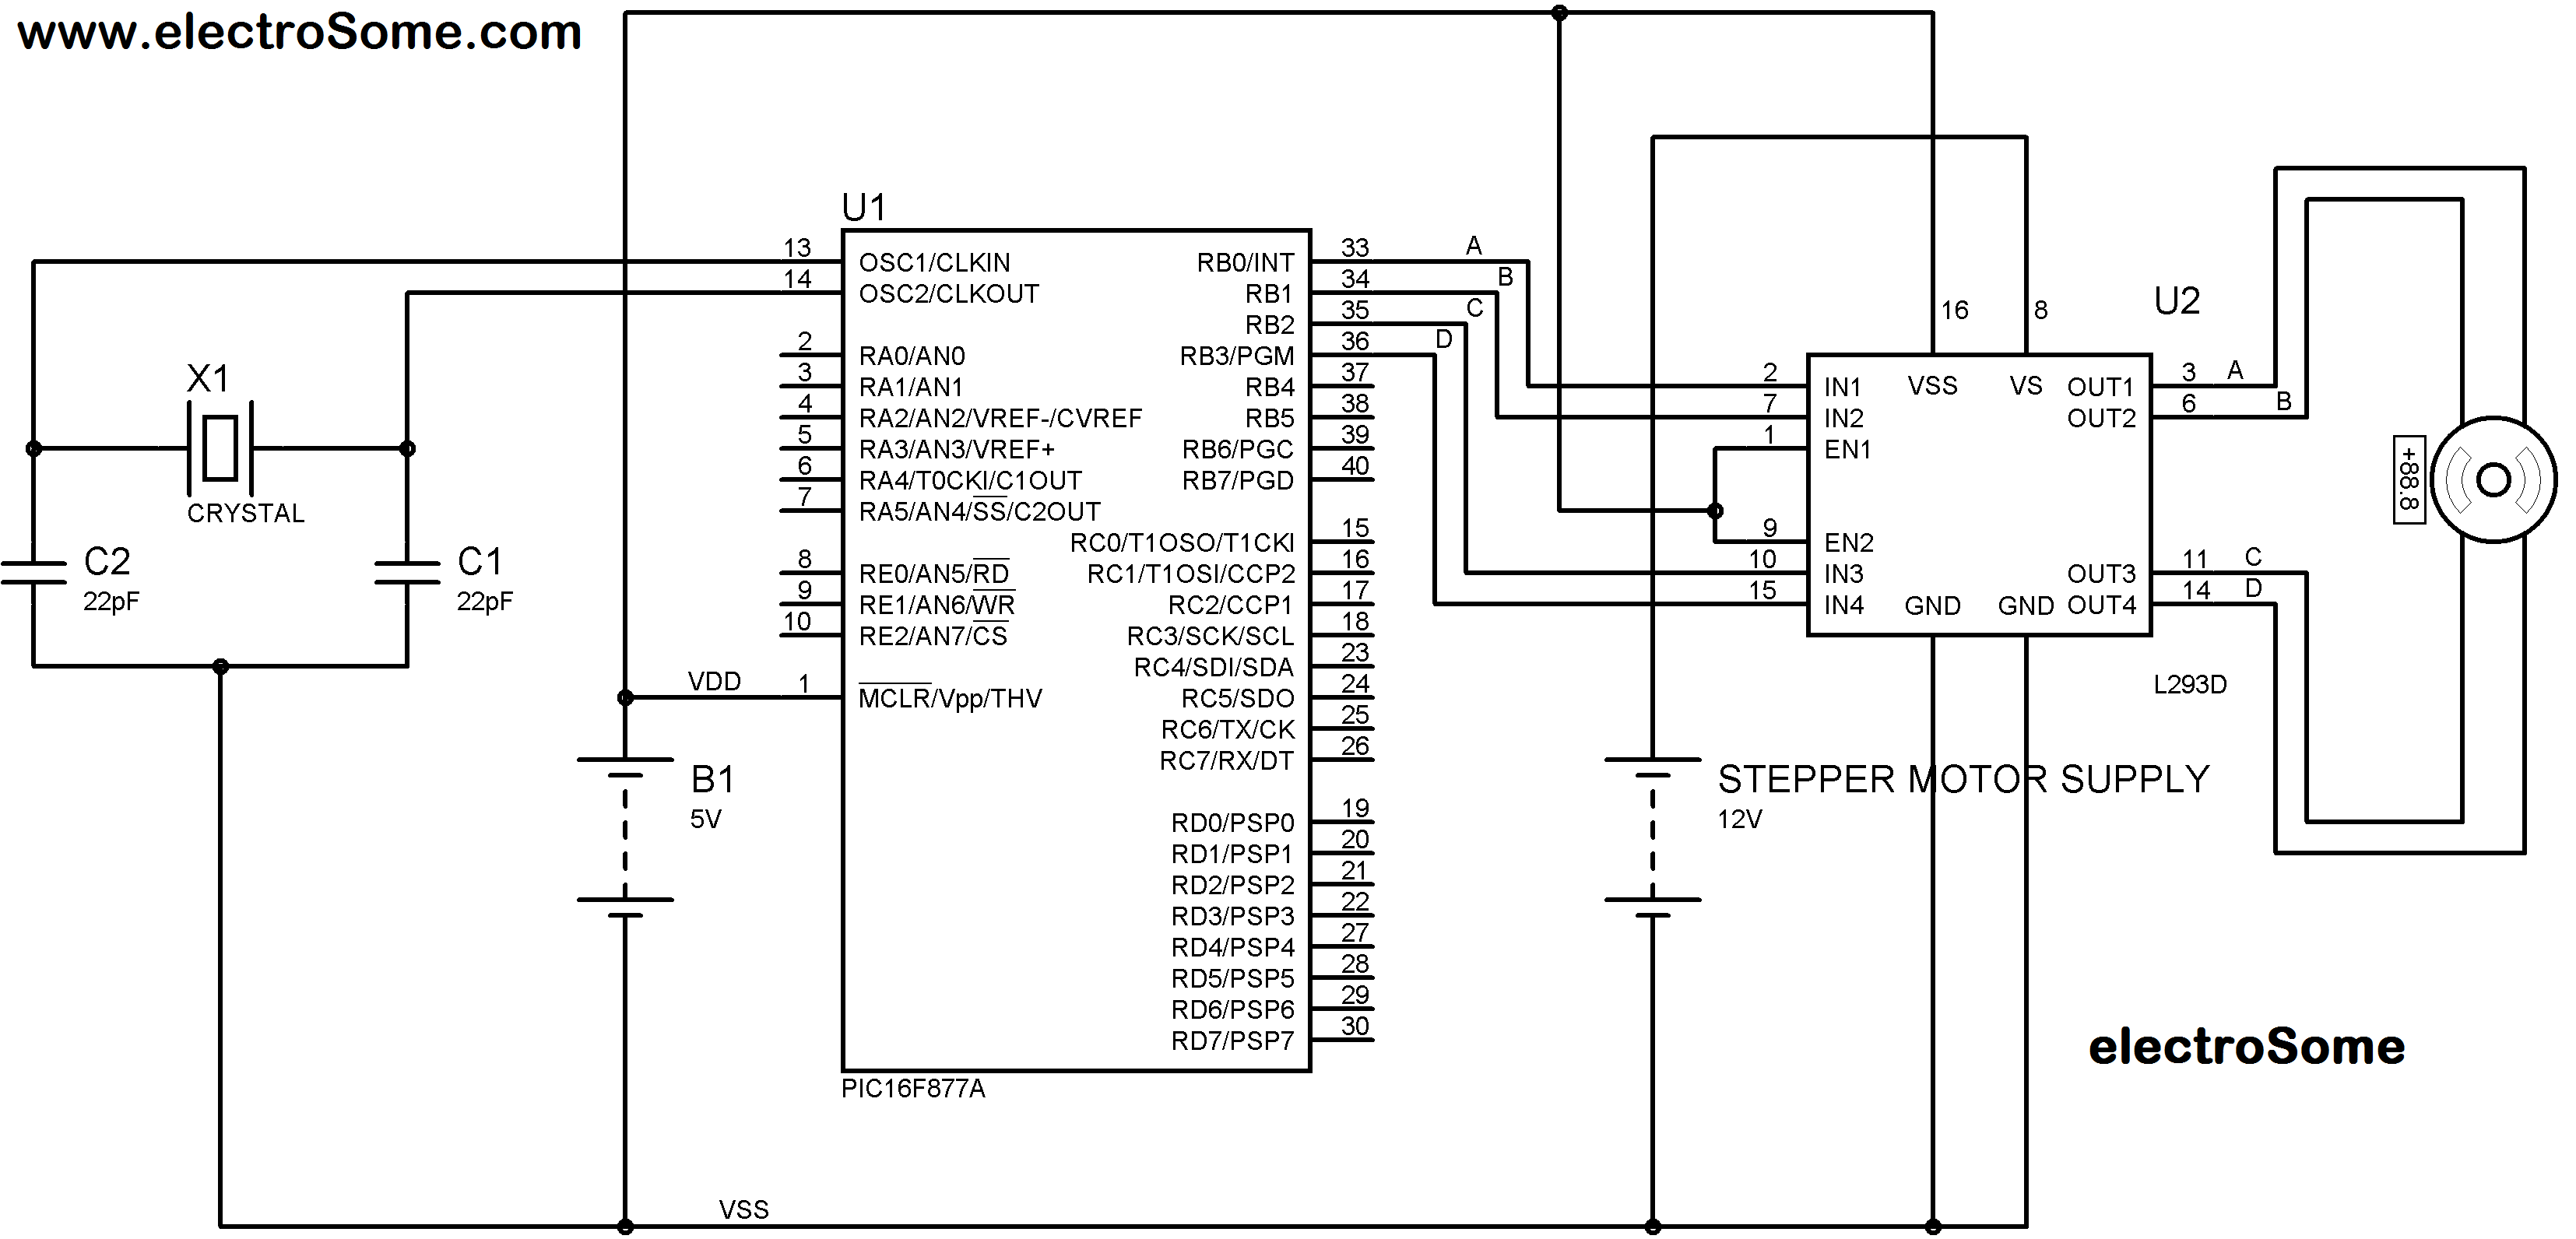 www.electroSome.com
U1
13
14
2
3
4
5
6
7
8
9
10
1
OSC1/CLKIN
OSC2/CLKOUT
RA0/AN0
RA1/AN1
RA2/AN2/VREF-/CVREF
RA3/AN3/VREF+
RA4/T0CKI/C1OUT
RA5/AN4/SS/C2OUT
RE0/AN5/RD
RE1/AN6/WR
RE2/AN7/CS
MCLR/Vpp/THV
RB0/INT
RB1
RB2
RB3/PGM
RB4
RB5
RB6/PGC
RB7/PGD
RC0/T1OSO/T1CKI
RC1/T1OSI/CCP2
RC2/CCP1
RC3/SCK/SCL
RC4/SDI/SDA
RC5/SDO
RC6/TX/CK
RC7/RX/DT
RD0/PSP0
RD1/PSP1
RD2/PSP2
RD3/PSP3
RD4/PSP4
RD5/PSP5
RD6/PSP6
RD7/PSP7
33
34
35
36
37
38
39
40
15
16
17
18
23
24
25
26
19
20
21
22
27
28
29
30
PIC16F877A
X1
CRYSTAL
C2
22pF
C1
22pF
VDD
B1
5V
VSS
A
B
C
D
U2
16
8
2
7
1
9
10
15
IN1
IN2
EN1
EN2
IN3
IN4
VSS
VS
GND
GND
OUT1
OUT2
OUT3
OUT4
3
6
11
14
A
B
C
D
L293D
+88.8
STEPPER MOTOR SUPPLY
12V
electroSome